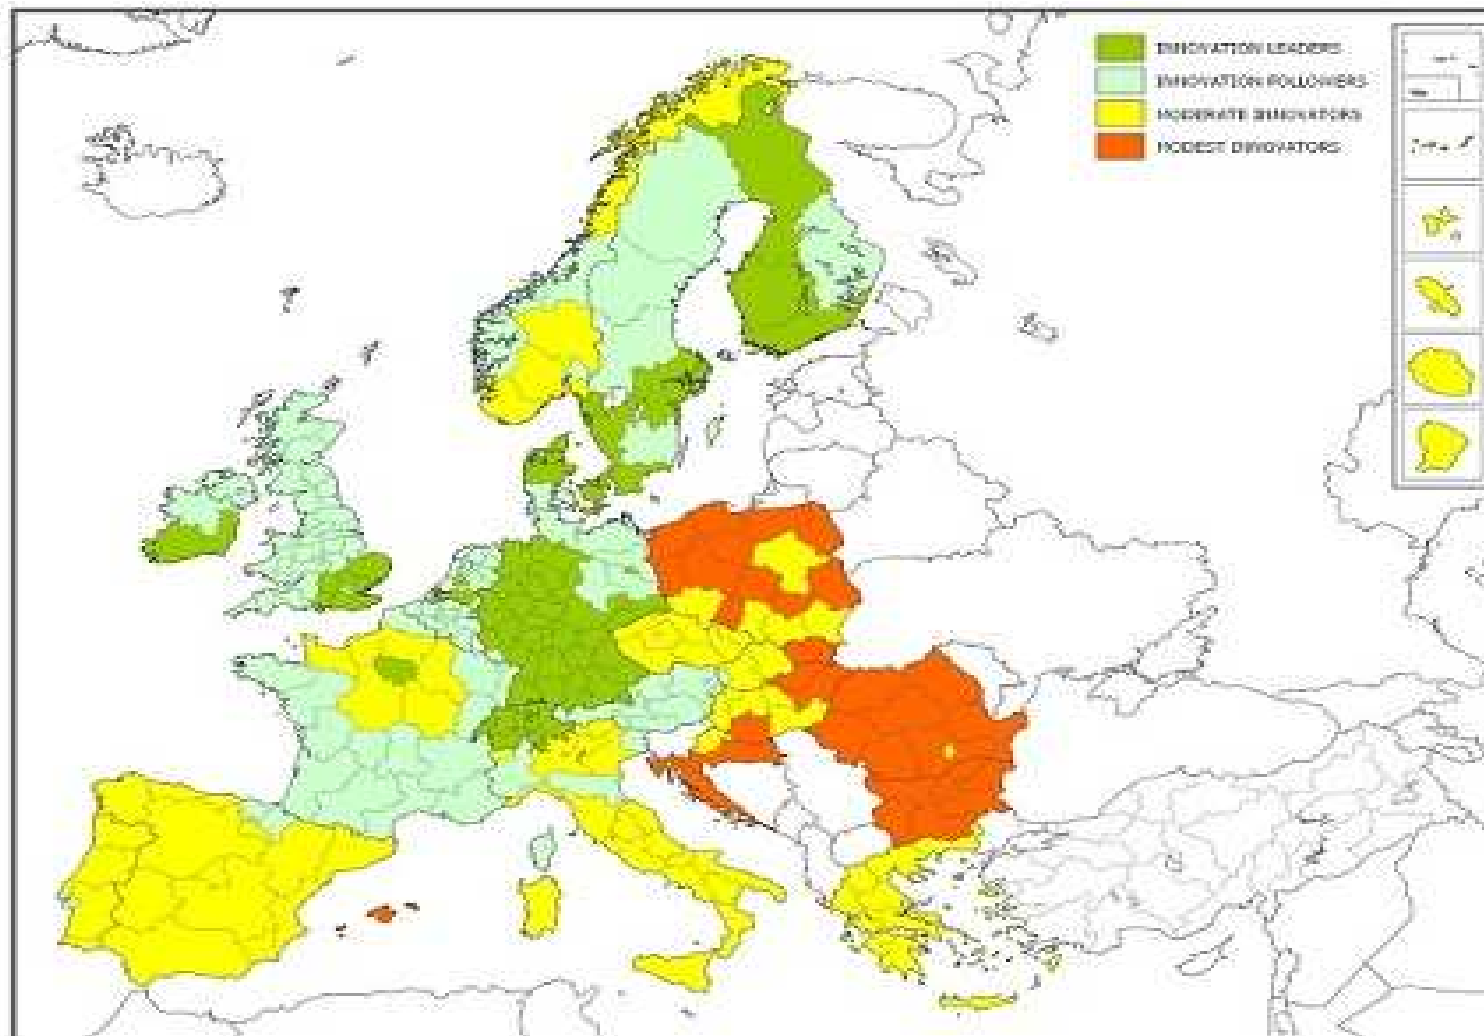 INNOVATION LEADERS
INNOVATION FOLLOWERS
MODERATE INNOVATORS
MODEST INNOVATORS